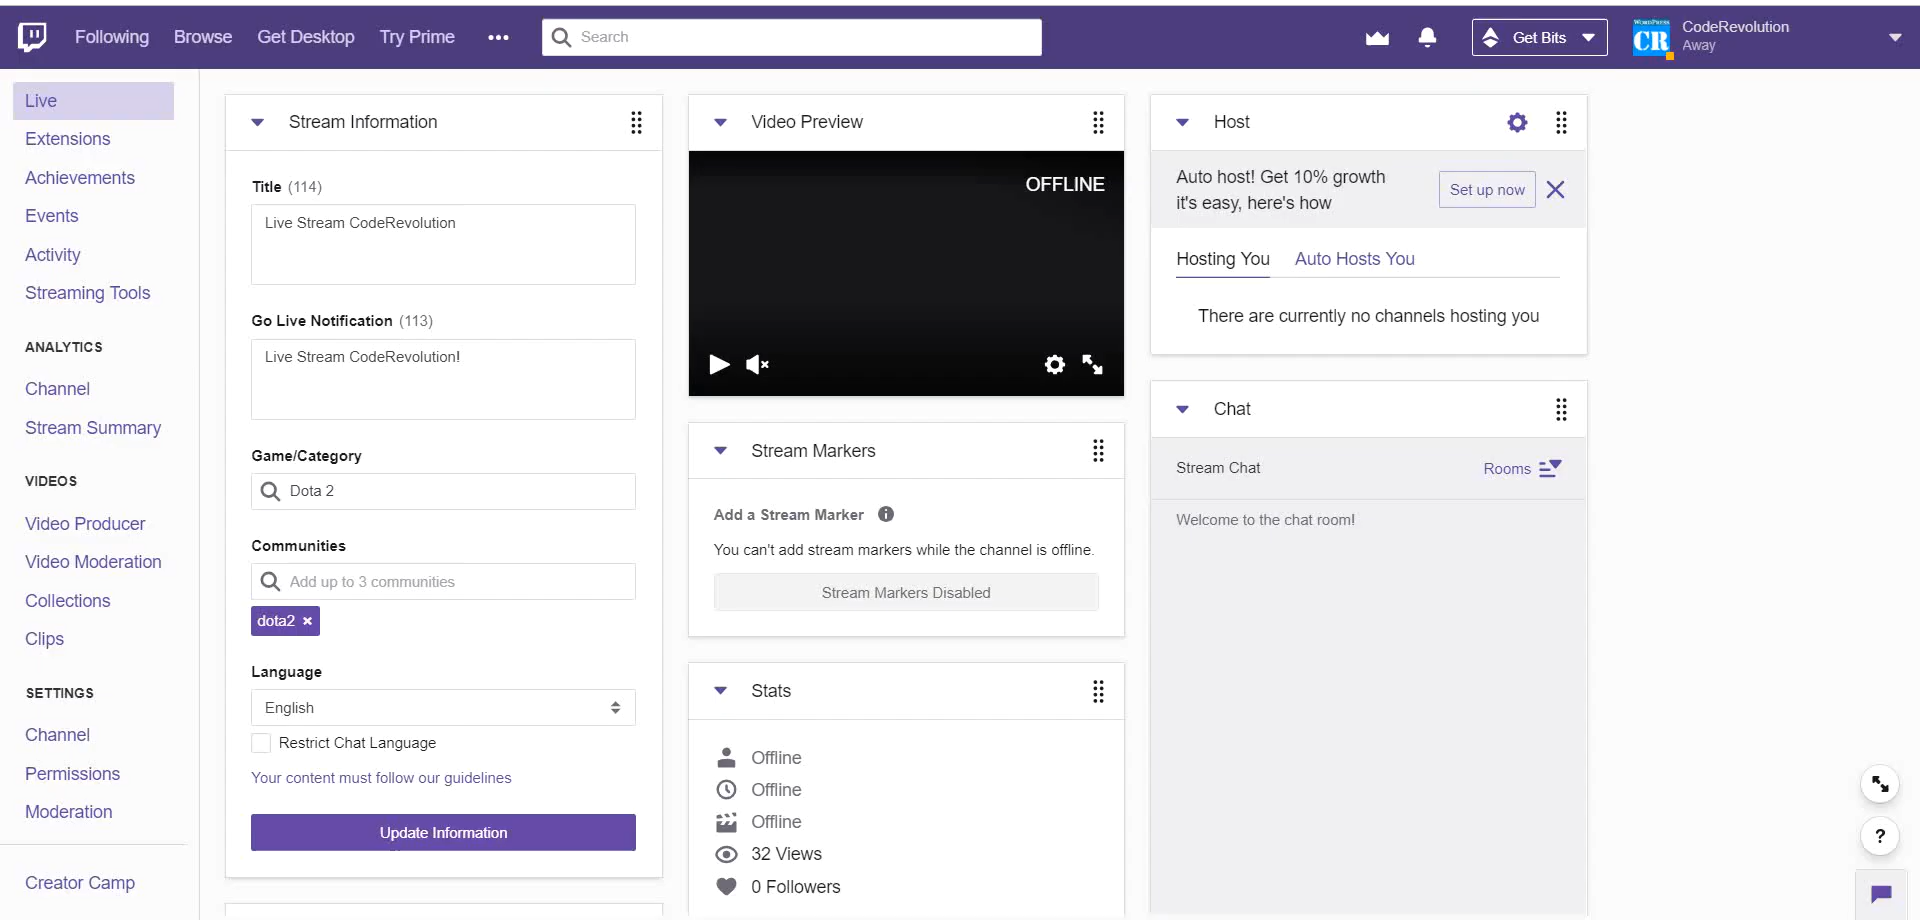 Following
Browse
Get Desktop
Try Prime
Search
Get Bits
WORDPRESS
CR
CodeRevolution
Away
Live
Extensions
Achievements
Events
Activity
Streaming Tools
ANALYTICS
Channel
Stream Summary
VIDEOS
Video Producer
Video Moderation
Collections
Clips
SETTINGS
Channel
Permissions
Moderation
Creator Camp
Stream Information
Title (114)
Live Stream CodeRevolution
Go Live Notification (113)
Live Stream CodeRevolution!
Game/Category
Dota 2
Communities
Add up to 3 communities
dota2 ×
Language
English
Restrict Chat Language
Your content must follow our guidelines
Update Information
Video Preview
OFFLINE
Stream Markers
Add a Stream Marker
You can't add stream markers while the channel is offline.
Stream Markers Disabled
Stats
Offline
Offline
Offline
32 Views
0 Followers
Host
Auto host! Get 10% growth
it's easy, here's how
Set up now
Hosting You
Auto Hosts You
There are currently no channels hosting you
Chat
Stream Chat
Rooms
Welcome to the chat room!
?